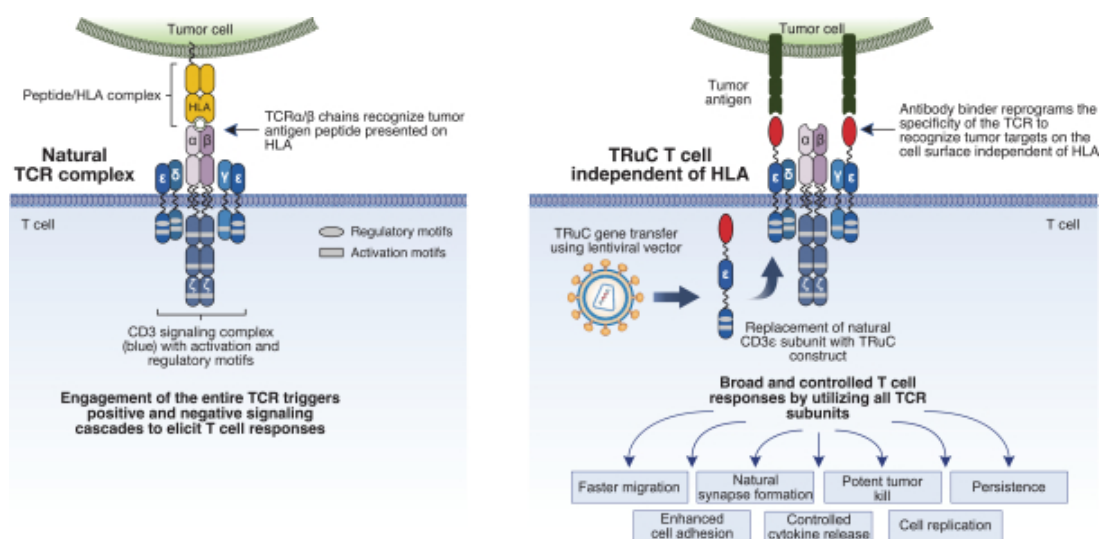 Tumor cell
Peptide/HLA complex
HLA
TCRα/β chains recognize tumor
antigen peptide presented on
HLA
α β
Natural
TCR complex
ε δ γ ε
T cell
Regulatory motifs
Activation motifs
ζ ζ
CD3 signaling complex
(blue) with activation and
regulatory motifs
Engagement of the entire TCR triggers
positive and negative signaling
cascades to elicit T cell responses
Tumor cell
Tumor
antigen
Antibody binder reprograms the
specificity of the TCR to
recognize tumor targets on the
cell surface independent of HLA
α β
TRuC T cell
independent of HLA
ε δ γ ε
T cell
TRuC gene transfer
using lentiviral vector
ε
ζ ζ
Replacement of natural
CD3ε subunit with TRuC
construct
Broad and controlled T cell
responses by utilizing all TCR
subunits
Faster migration
Natural
synapse formation
Potent tumor
kill
Persistence
Enhanced
cell adhesion
Controlled
cytokine release
Cell replication